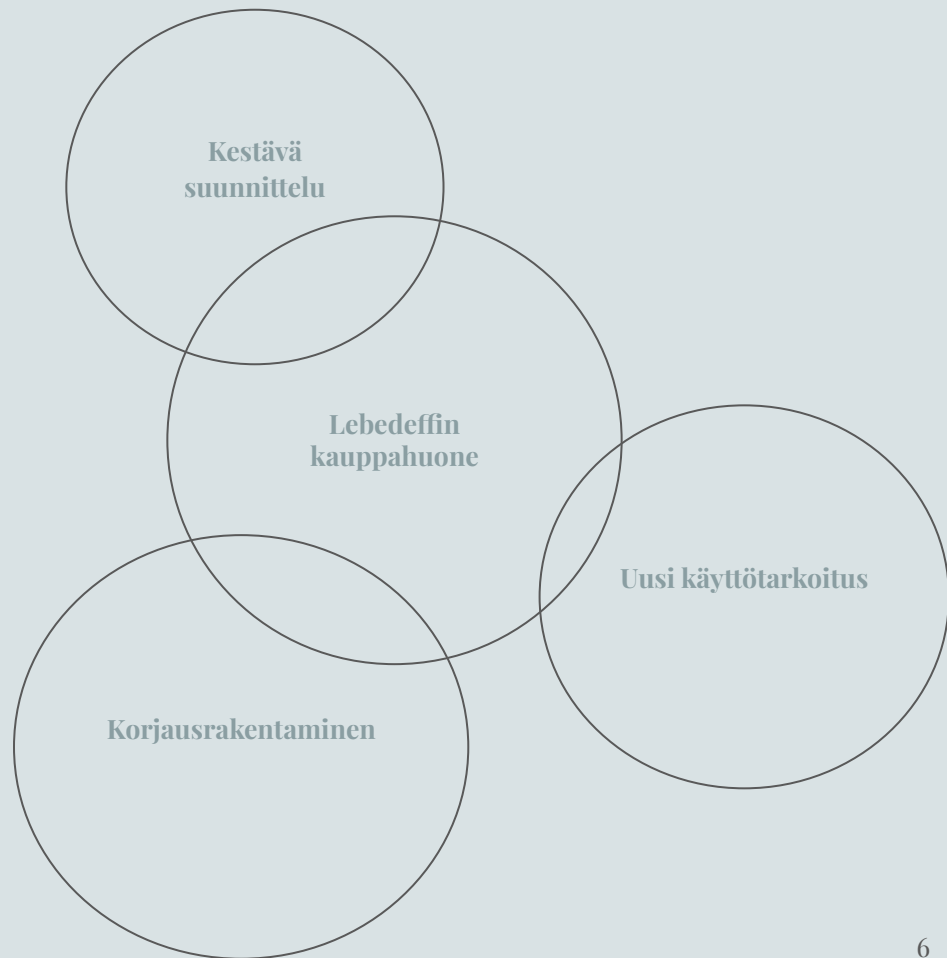 Kestävä
suunnittelu
Lebedeffin
kauppahuone
Uusi käyttötarkoitus
Korjausrakentaminen
6